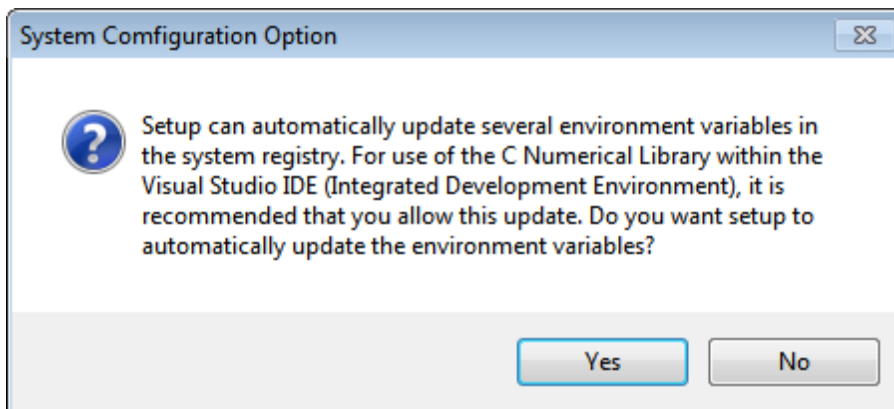 System Comfiguration Option
Setup can automatically update several environment variables in
the system registry. For use of the C Numerical Library within the
Visual Studio IDE (Integrated Development Environment), it is
recommended that you allow this update. Do you want setup to
automatically update the environment variables?
Yes
No